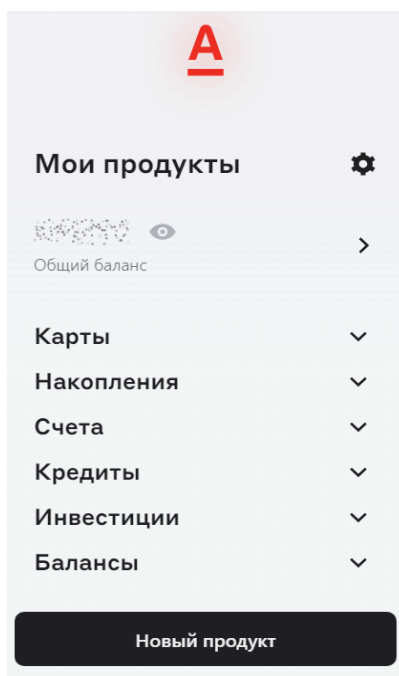 А
Мои продукты
Общий баланс
Карты
Накопления
Счета
Кредиты
Инвестиции
Балансы
Новый продукт